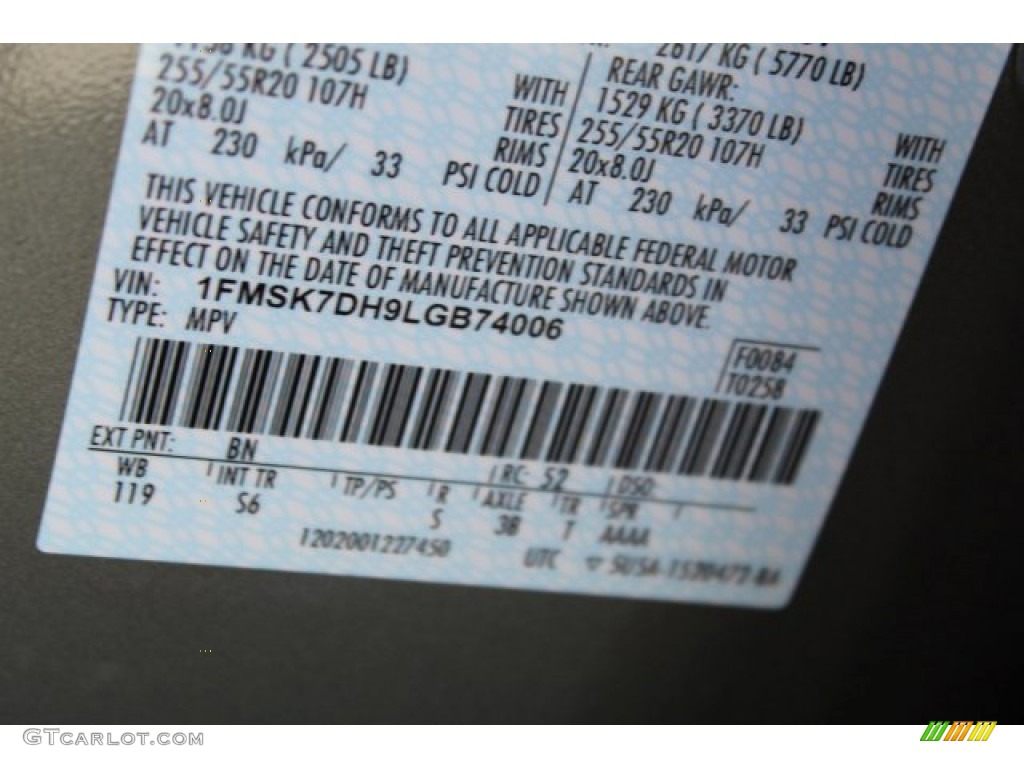 KG ( 2505 LB)
255/55R20 107H WITH
20x8.0J TIRES
RIMS
AT 230 kPa/ 33 PSI COLD
2617 KG ( 5770 LB)
REAR GAWR:
1529 KG ( 3370 LB) WITH
255/55R20 107H TIRES
20x8.0J RIMS
AT 230 kPa/ 33 PSI COLD
THIS VEHICLE CONFORMS TO ALL APPLICABLE FEDERAL MOTOR
VEHICLE SAFETY AND THEFT PREVENTION STANDARDS IN
EFFECT ON THE DATE OF MANUFACTURE SHOWN ABOVE.
VIN: 1FMSK7DH9LGB74006
TYPE: MPV
F0084
T0258
EXT PNT: BN RC: 52 DSO
WB INT TR TP/PS R AXLE TR SPR
119 S6 S 3B T AAAA
1202001227450
UTC
GTCARLOT.COM